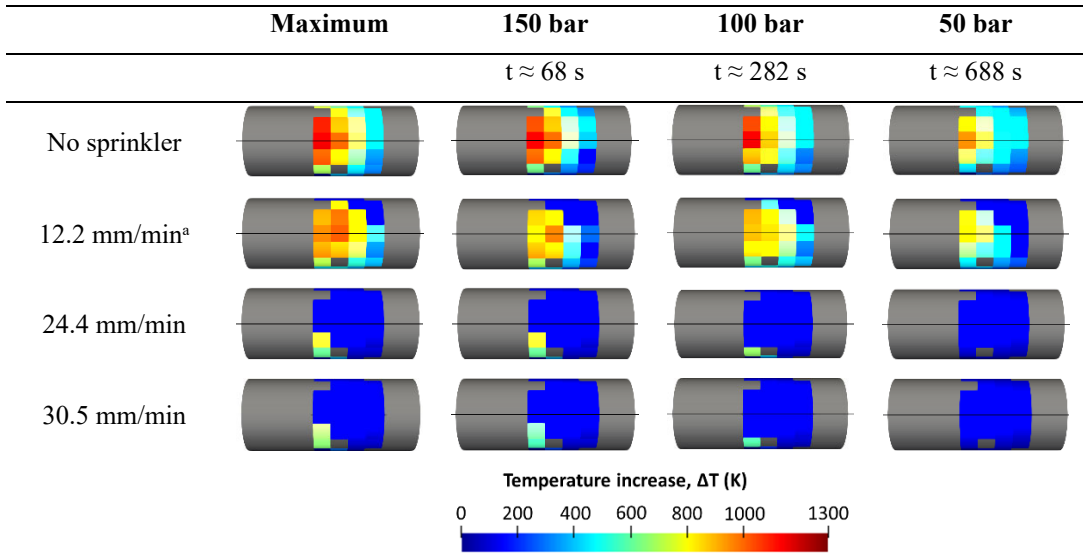 Maximum 150 bar 100 bar 50 bar
t ≈ 68 s t ≈ 282 s t ≈ 688 s
No sprinkler
12.2 mm/minᵃ
24.4 mm/min
30.5 mm/min
Temperature increase, ΔT (K)
0 200 400 600 800 1000 1300